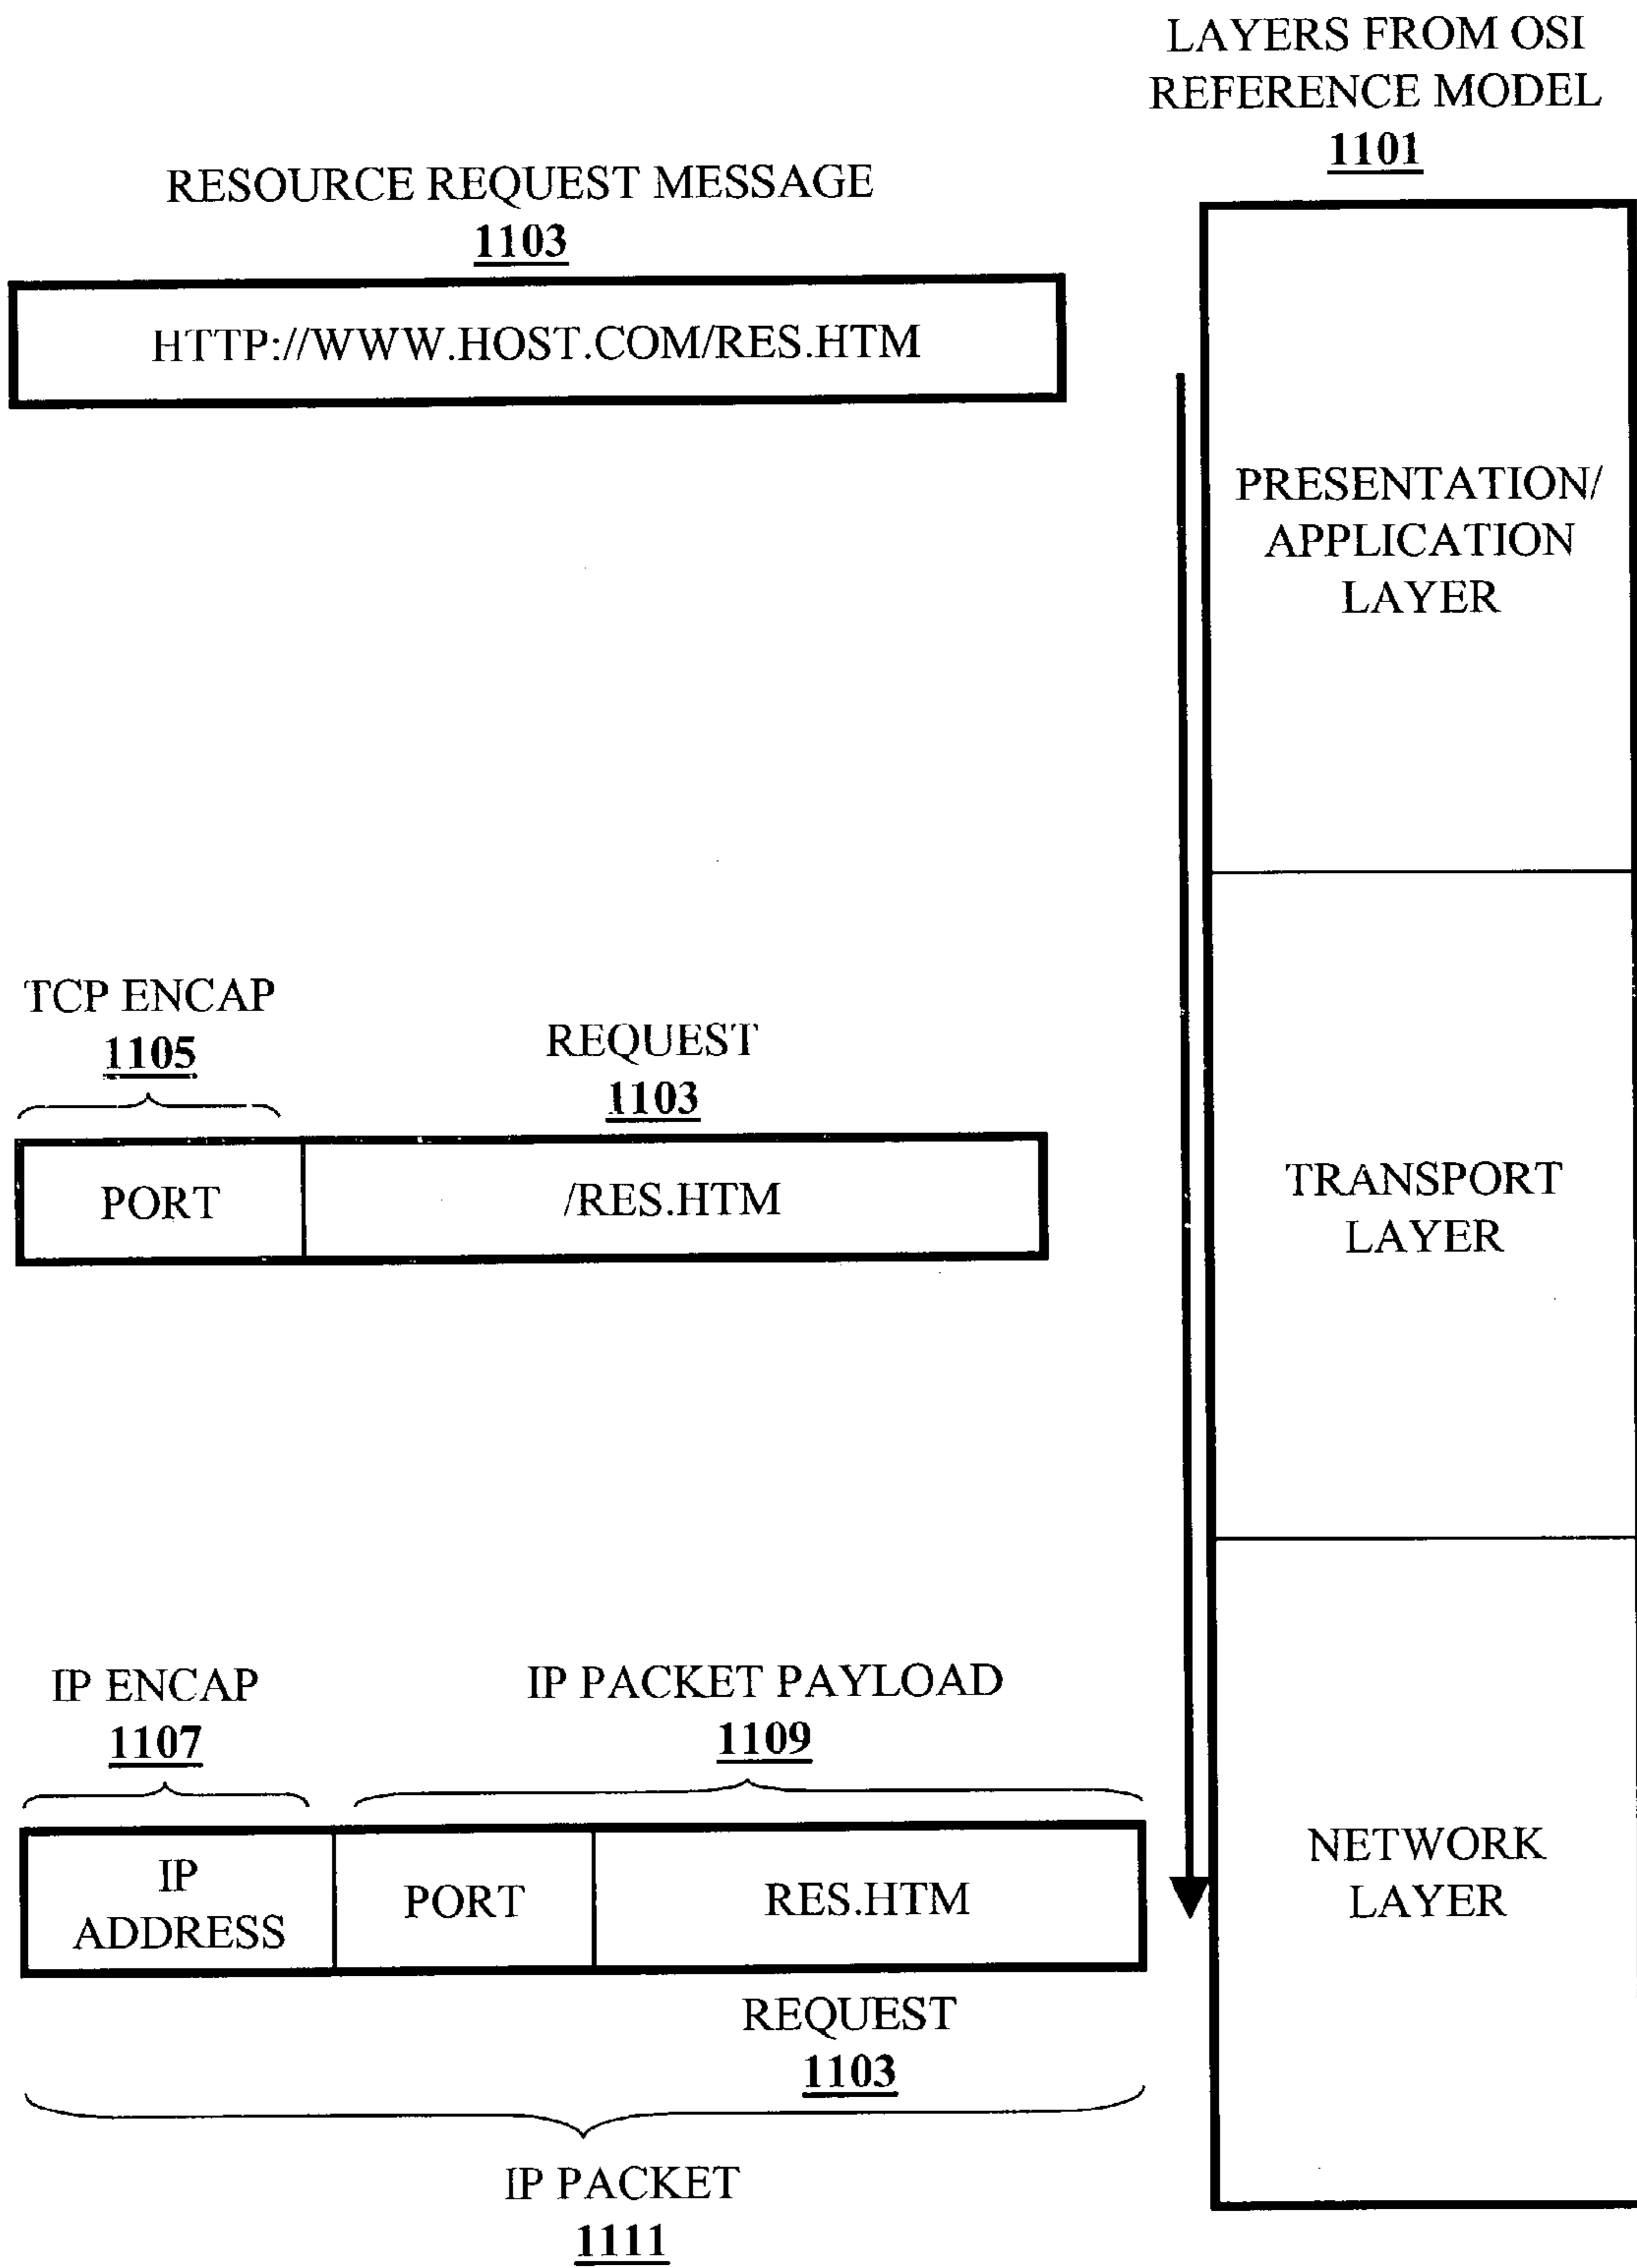 LAYERS FROM OSI
REFERENCE MODEL
1101
RESOURCE REQUEST MESSAGE
1103
HTTP://WWW.HOST.COM/RES.HTM
PRESENTATION/
APPLICATION
LAYER
TCP ENCAP
1105
REQUEST
1103
PORT
/RES.HTM
TRANSPORT
LAYER
IP ENCAP
1107
IP PACKET PAYLOAD
1109
IP
ADDRESS
PORT
RES.HTM
NETWORK
LAYER
REQUEST
1103
IP PACKET
1111